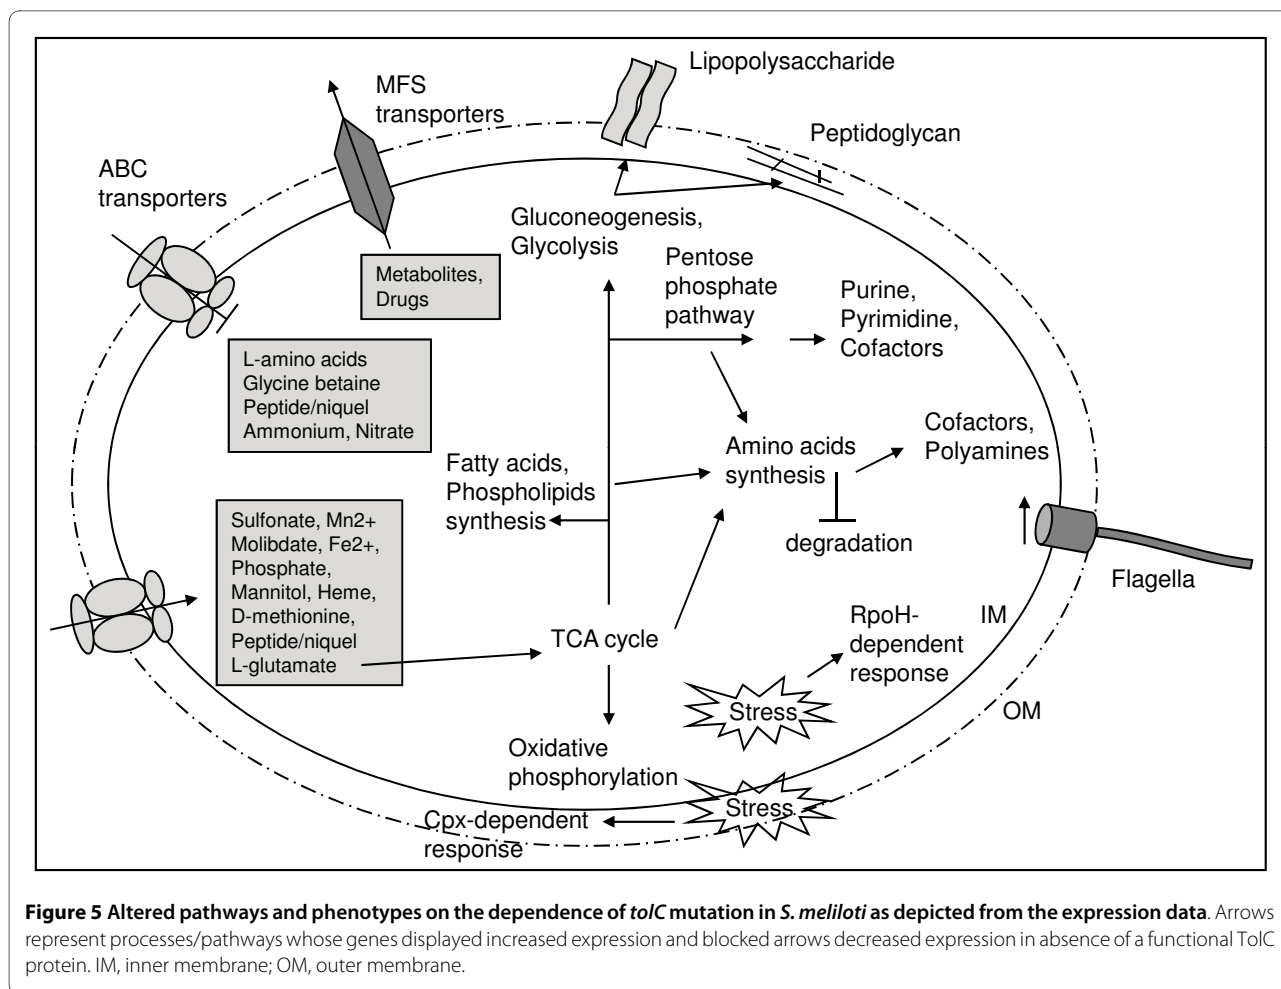 Lipopolysaccharide
MFS
transporters
Peptidoglycan
ABC
transporters
Gluconeogenesis,
Glycolysis
Pentose
phosphate
pathway
Metabolites,
Drugs
Purine,
Pyrimidine,
Cofactors
L-amino acids
Glycine betaine
Peptide/niquel
Ammonium, Nitrate
Cofactors,
Polyamines
Amino acids
synthesis
Fatty acids,
Phospholipids
synthesis
Sulfonate, Mn2+
Molibdate, Fe2+,
Phosphate,
Mannitol, Heme,
D-methionine,
Peptide/niquel
L-glutamate
degradation
Flagella
TCA cycle
RpoH-
dependent
response
IM
OM
Stress
Oxidative
phosphorylation
Stress
Cpx-dependent
response
Figure 5 Altered pathways and phenotypes on the dependence of tolC mutation in S. meliloti as depicted from the expression data. Arrows
represent processes/pathways whose genes displayed increased expression and blocked arrows decreased expression in absence of a functional TolC
protein. IM, inner membrane; OM, outer membrane.